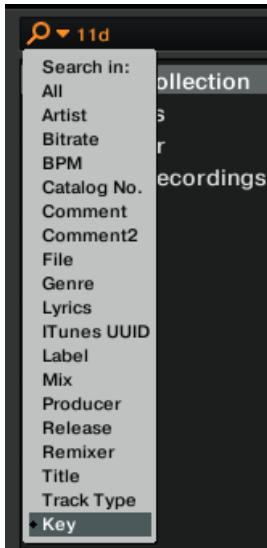 11d
Search in:
All
Artist
Bitrate
BPM
Catalog No.
Comment
Comment2
File
Genre
Lyrics
ITunes UUID
Label
Mix
Producer
Release
Remixer
Title
Track Type
Key
ollection
s
r
ecordings